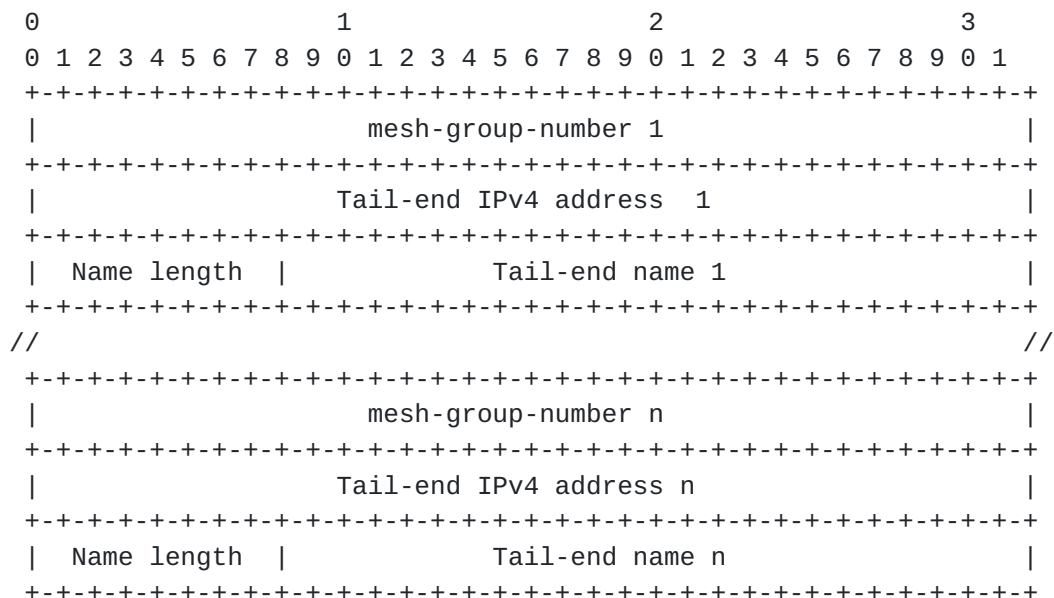 0                   1                   2                   3
 0 1 2 3 4 5 6 7 8 9 0 1 2 3 4 5 6 7 8 9 0 1 2 3 4 5 6 7 8 9 0 1
 +-+-+-+-+-+-+-+-+-+-+-+-+-+-+-+-+-+-+-+-+-+-+-+-+-+-+-+-+-+-+-+-+
 |                     mesh-group-number 1                       |
 +-+-+-+-+-+-+-+-+-+-+-+-+-+-+-+-+-+-+-+-+-+-+-+-+-+-+-+-+-+-+-+-+
 |                   Tail-end IPv4 address  1                    |
 +-+-+-+-+-+-+-+-+-+-+-+-+-+-+-+-+-+-+-+-+-+-+-+-+-+-+-+-+-+-+-+-+
 |  Name length  |             Tail-end name 1                   |
 +-+-+-+-+-+-+-+-+-+-+-+-+-+-+-+-+-+-+-+-+-+-+-+-+-+-+-+-+-+-+-+-+
//                                                               //
 +-+-+-+-+-+-+-+-+-+-+-+-+-+-+-+-+-+-+-+-+-+-+-+-+-+-+-+-+-+-+-+-+
 |                     mesh-group-number n                       |
 +-+-+-+-+-+-+-+-+-+-+-+-+-+-+-+-+-+-+-+-+-+-+-+-+-+-+-+-+-+-+-+-+
 |                   Tail-end IPv4 address n                     |
 +-+-+-+-+-+-+-+-+-+-+-+-+-+-+-+-+-+-+-+-+-+-+-+-+-+-+-+-+-+-+-+-+
 |  Name length  |             Tail-end name n                   |
 +-+-+-+-+-+-+-+-+-+-+-+-+-+-+-+-+-+-+-+-+-+-+-+-+-+-+-+-+-+-+-+-+